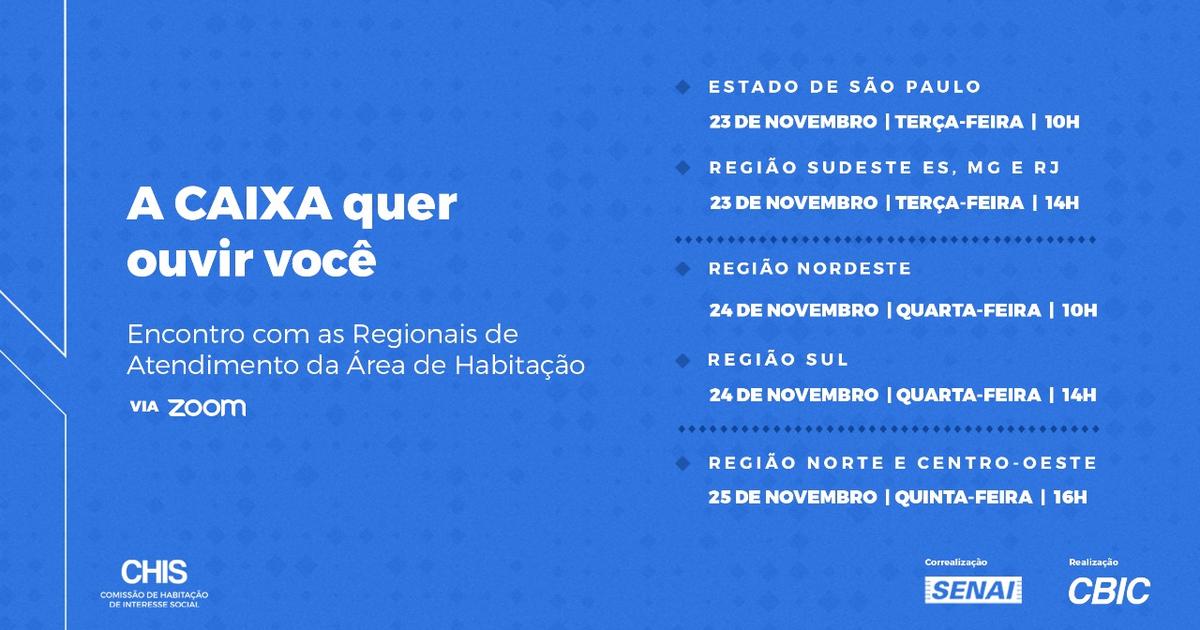 A CAIXA quer
ouvir você
Encontro com as Regionais de
Atendimento da Área de Habitação
VIA zoom
ESTADO DE SÃO PAULO
23 DE NOVEMBRO | TERÇA-FEIRA | 10H
REGIÃO SUDESTE ES, MG E RJ
23 DE NOVEMBRO | TERÇA-FEIRA | 14H
REGIÃO NORDESTE
24 DE NOVEMBRO | QUARTA-FEIRA | 10H
REGIÃO SUL
24 DE NOVEMBRO | QUARTA-FEIRA | 14H
REGIÃO NORTE E CENTRO-OESTE
25 DE NOVEMBRO | QUINTA-FEIRA | 16H
CHIS
COMISSÃO DE HABITAÇÃO
DE INTERESSE SOCIAL
Correalização
SENAI
Realização
CBIC